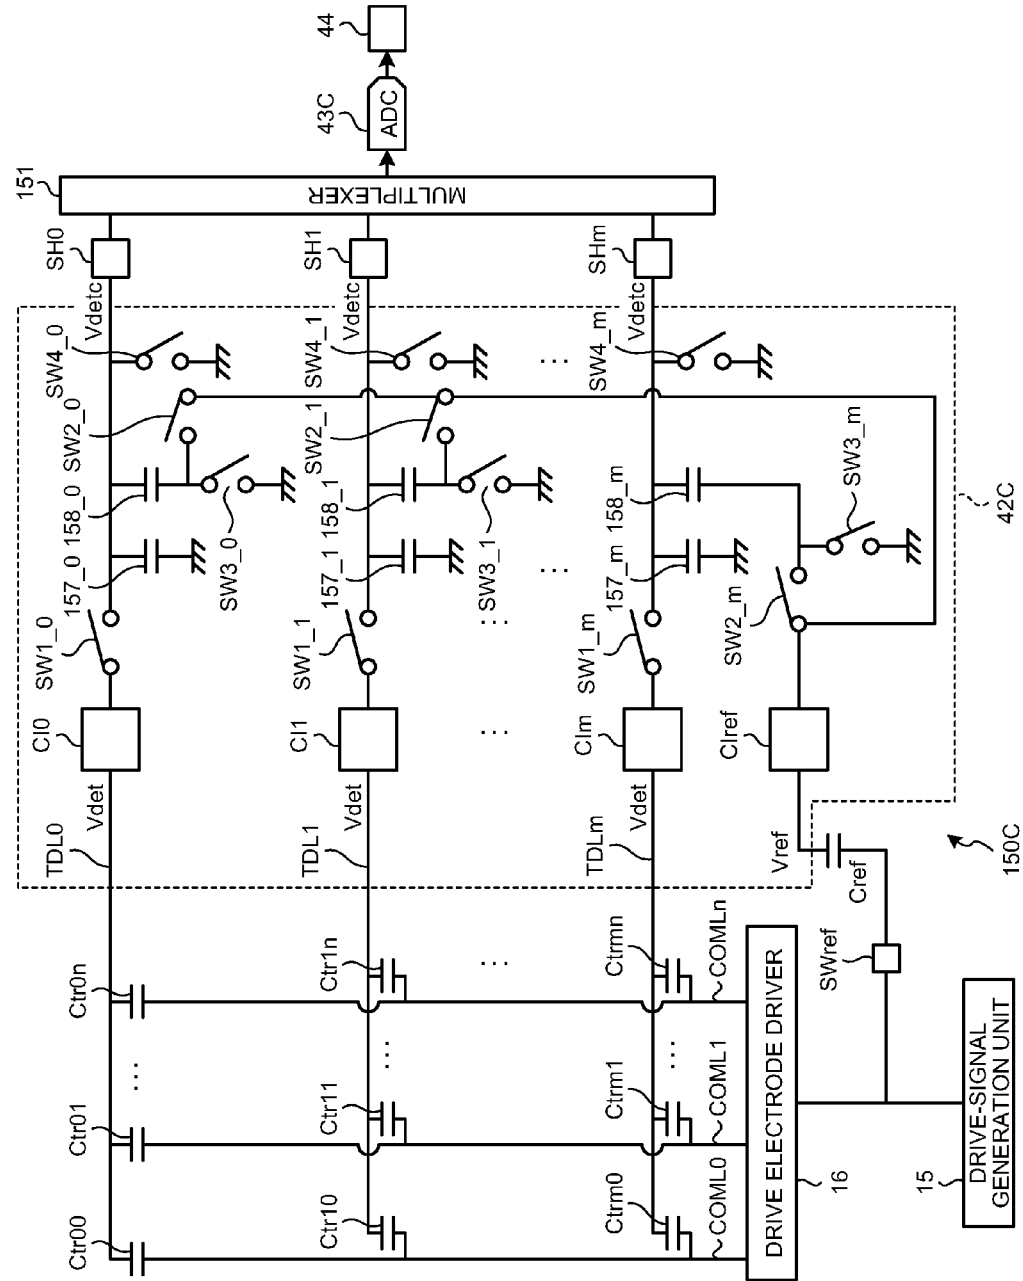 44
43C
ADC
151
MULTIPLEXER
SH0
SH1
SHm
Vdetc
Vdetc
Vdetc
SW4_0
SW4_1
SW4_m
SW2_0
SW2_1
158_0
158_1
158_m
SW3_0
SW3_1
SW3_m
157_0
157_1
157_m
...
...
...
SW1_0
SW1_1
SW1_m
SW2_m
42C
CI0
CI1
CIm
CIref
...
Vdet
Vdet
Vdet
TDL0
TDL1
TDLm
Vref
Cref
150C
SWref
Ctr0n
Ctr1n
Ctrmn
COMLn
...
...
...
...
Ctr01
Ctr11
Ctrm1
COML1
Ctr00
Ctr10
Ctrm0
COML0
DRIVE ELECTRODE DRIVER
16
15
DRIVE-SIGNAL
GENERATION UNIT